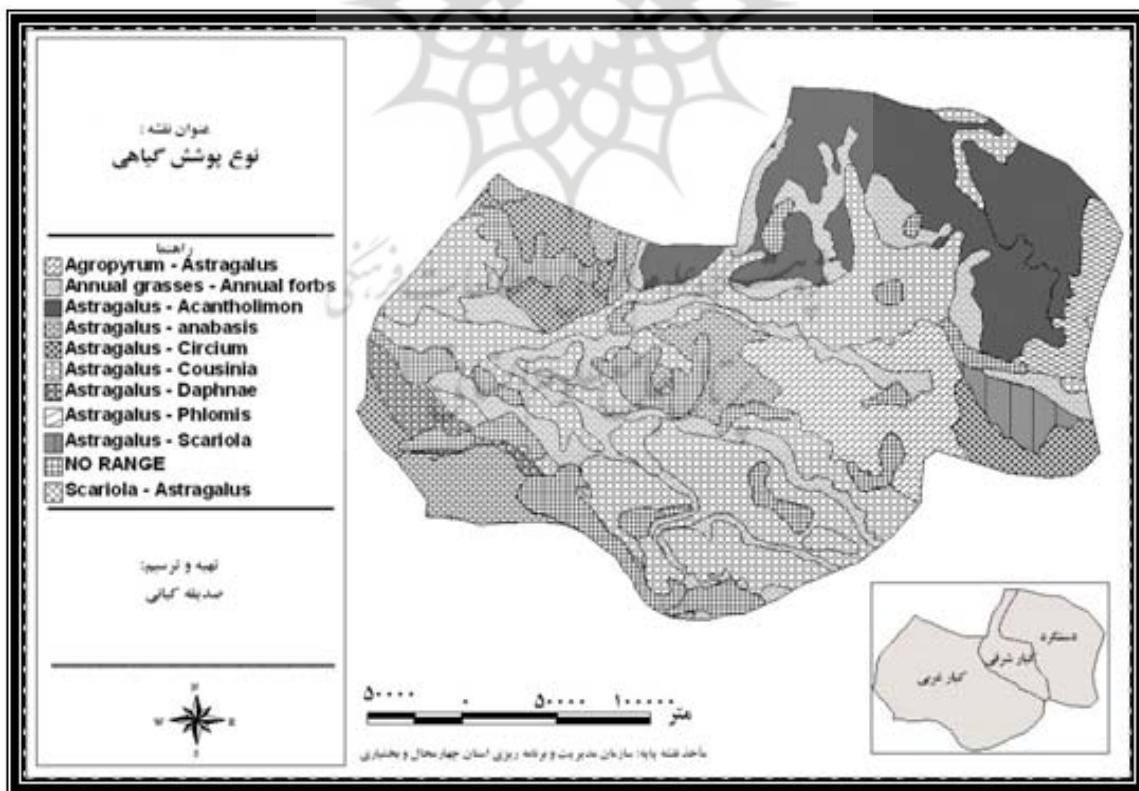 عنوان نقشه :
نوع پوشش گیاهی
راهنما
Agropyrum - Astragalus
Annual grasses - Annual forbs
Astragalus - Acantholimon
Astragalus - anabasis
Astragalus - Circium
Astragalus - Cousinia
Astragalus - Daphnae
Astragalus - Phlomis
Astragalus - Scariola
NO RANGE
Scariola - Astragalus
تهیه و ترسیم:
صدیقه کیانی
N
W E
S
۵۰۰۰۰ ۰ ۵۰۰۰۰ ۱۰۰۰۰۰ متر
مأخذ نقشه پایه: سازمان مدیریت و برنامه ریزی استان چهارمحال و بختیاری
دستگرد
کیار شرقی
کیار غربی
فرهنگی